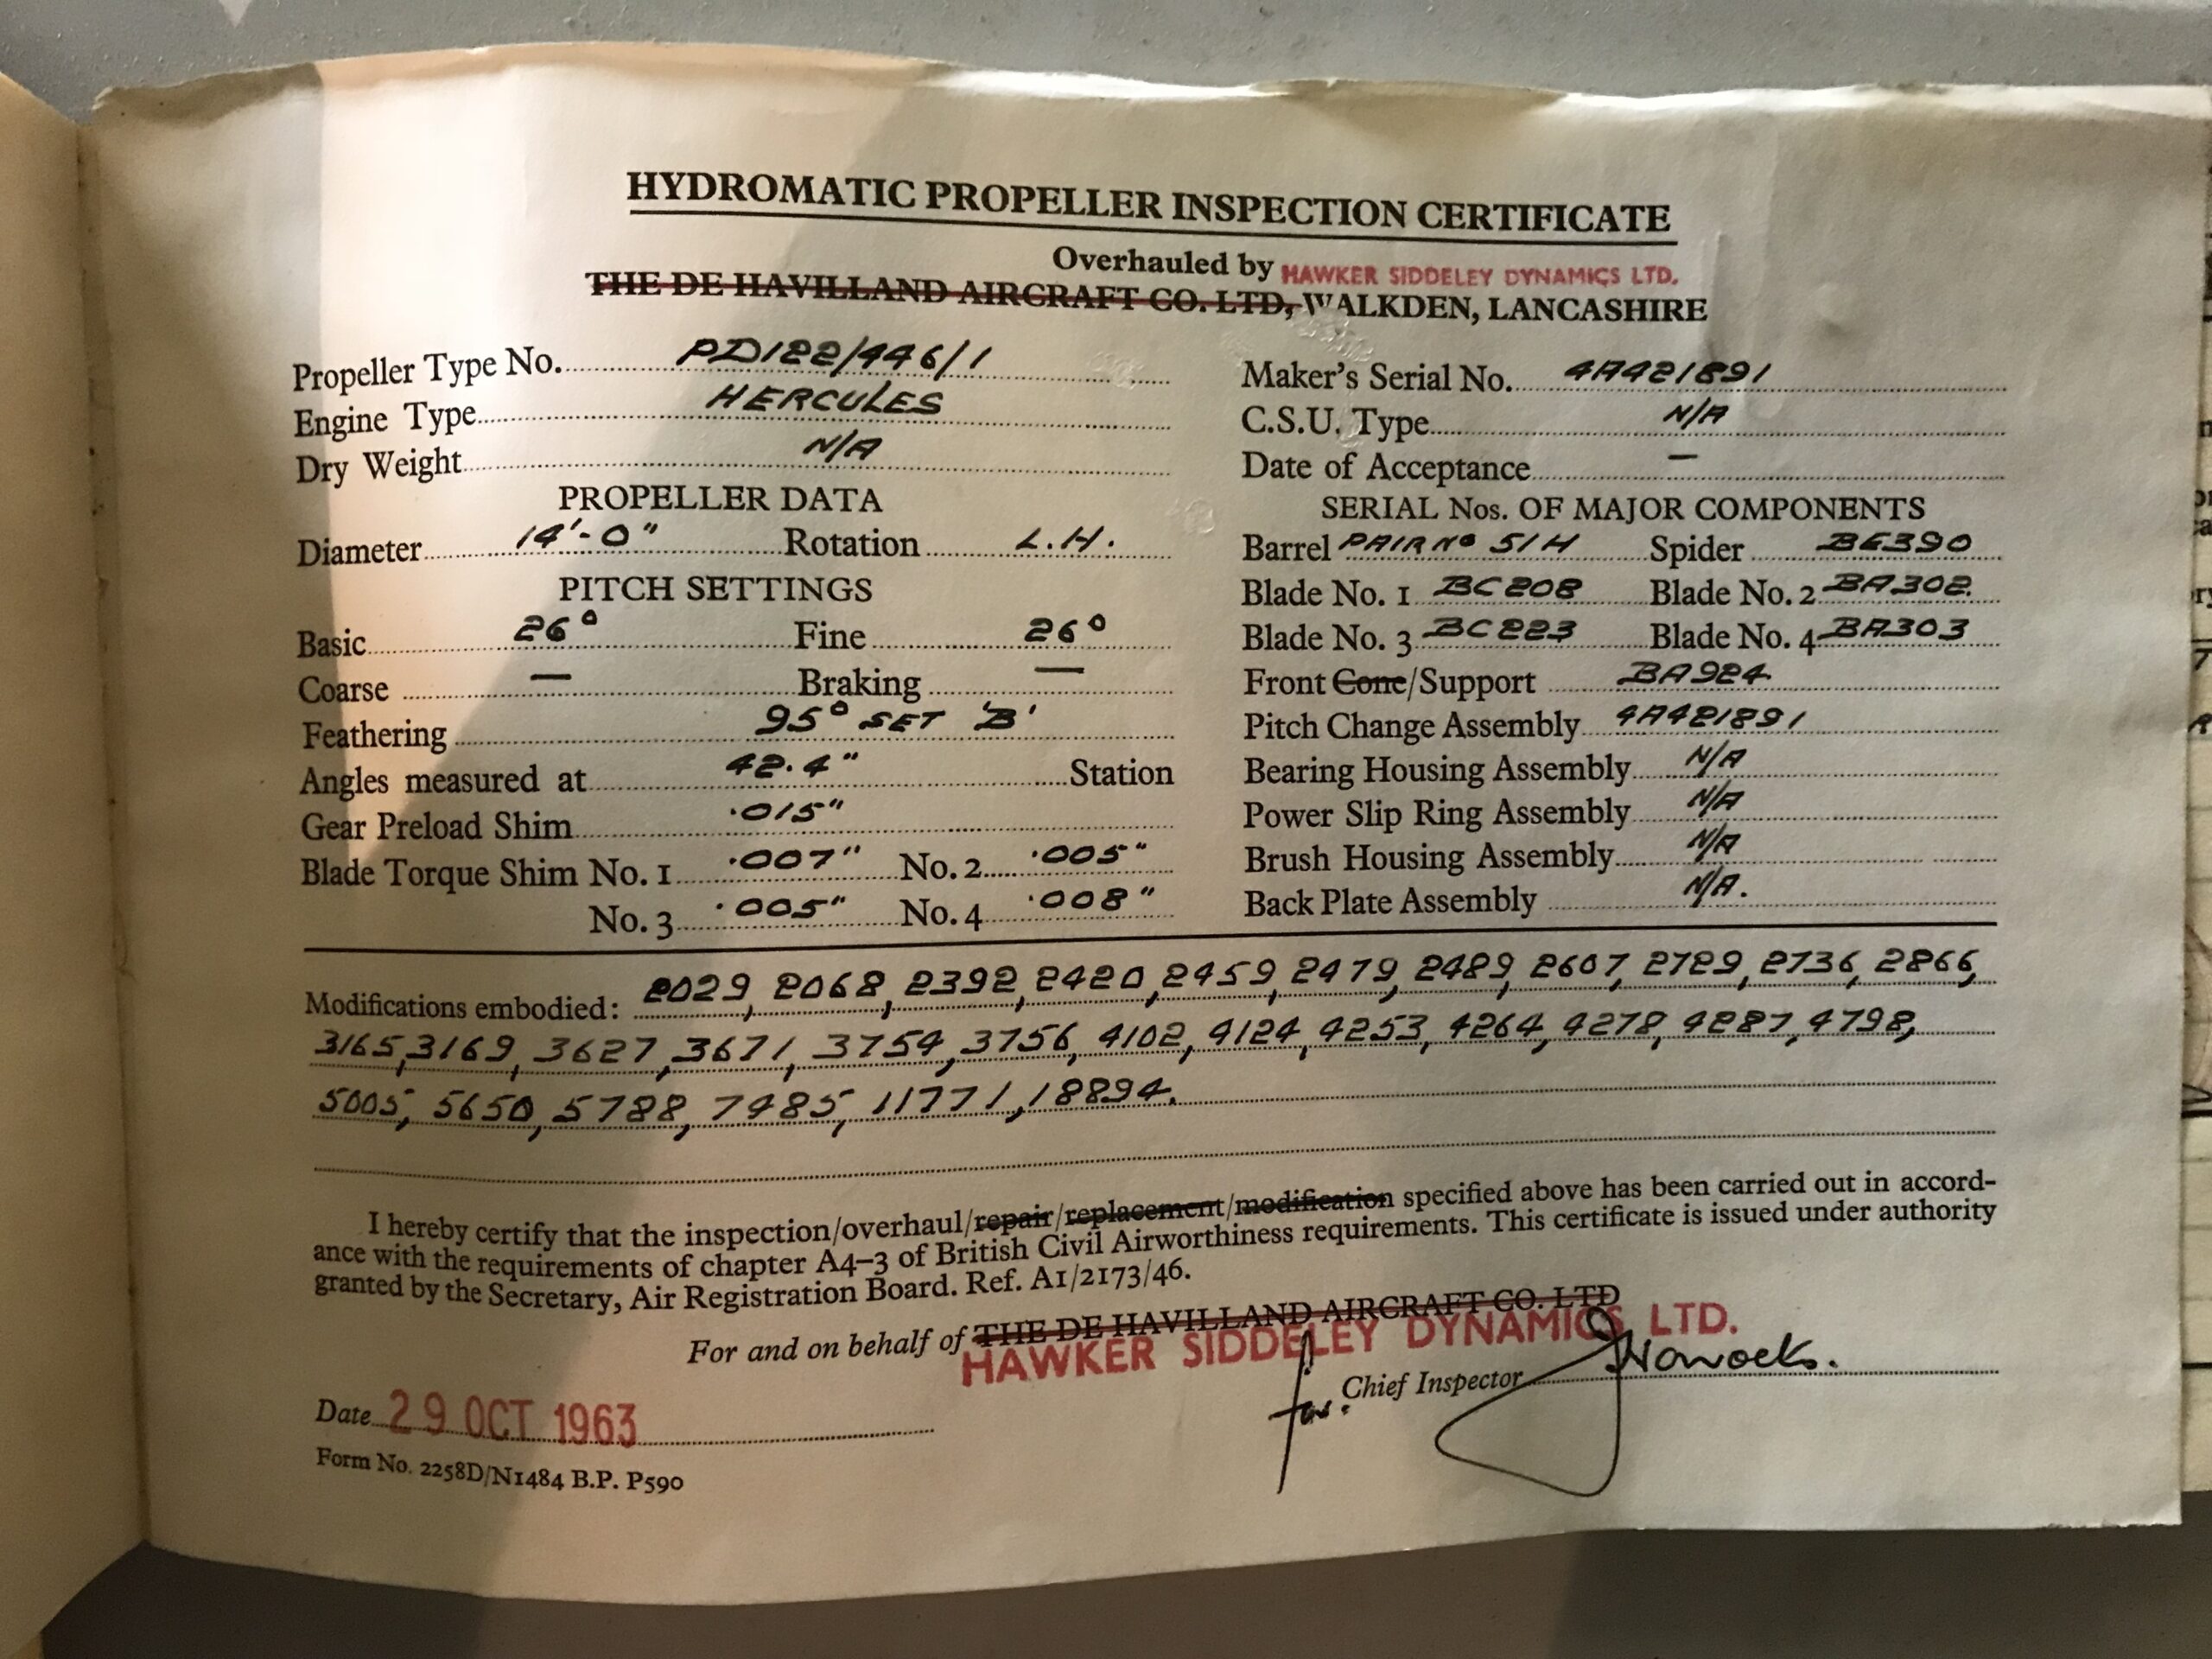 HYDROMATIC PROPELLER INSPECTION CERTIFICATE
Overhauled by HAWKER SIDDELEY DYNAMICS LTD.
THE DE HAVILLAND AIRCRAFT CO. LTD, WALKDEN, LANCASHIRE
Propeller Type No. PD122/446/1
Engine Type HERCULES
Dry Weight N/A
PROPELLER DATA
Diameter 14'-0" Rotation L.H.
PITCH SETTINGS
Basic 26° Fine 26°
Coarse — Braking —
Feathering 95° SET 'B'
Angles measured at 42.4" Station
Gear Preload Shim .015"
Blade Torque Shim No. 1 .007" No. 2 .005"
No. 3 .005" No. 4 .008"
Maker's Serial No. 4A421891
C.S.U. Type N/A
Date of Acceptance —
SERIAL Nos. OF MAJOR COMPONENTS
Barrel PAIR No 51H Spider BE390
Blade No. 1 BC208 Blade No. 2 BA302.
Blade No. 3 BC223 Blade No. 4 BA303
Front Cone/Support BA924
Pitch Change Assembly 4A421891
Bearing Housing Assembly N/A
Power Slip Ring Assembly N/A
Brush Housing Assembly N/A
Back Plate Assembly N/A.
Modifications embodied: 2029, 2068, 2392, 2420, 2459, 2479, 2489, 2607, 2729, 2736, 2866,
3165, 3169, 3627, 3671, 3754, 3756, 4102, 4124, 4253, 4264, 4278, 4287, 4798,
5005, 5650, 5788, 7485, 11771, 18894.
I hereby certify that the inspection/overhaul/repair/replacement/modification specified above has been carried out in accord-
ance with the requirements of chapter A4-3 of British Civil Airworthiness requirements. This certificate is issued under authority
granted by the Secretary, Air Registration Board. Ref. A1/2173/46.
For and on behalf of THE DE HAVILLAND AIRCRAFT CO. LTD
HAWKER SIDDELEY DYNAMICS LTD.
for. Chief Inspector
Date 29 OCT 1963
Form No. 2258D/N1484 B.P. P590